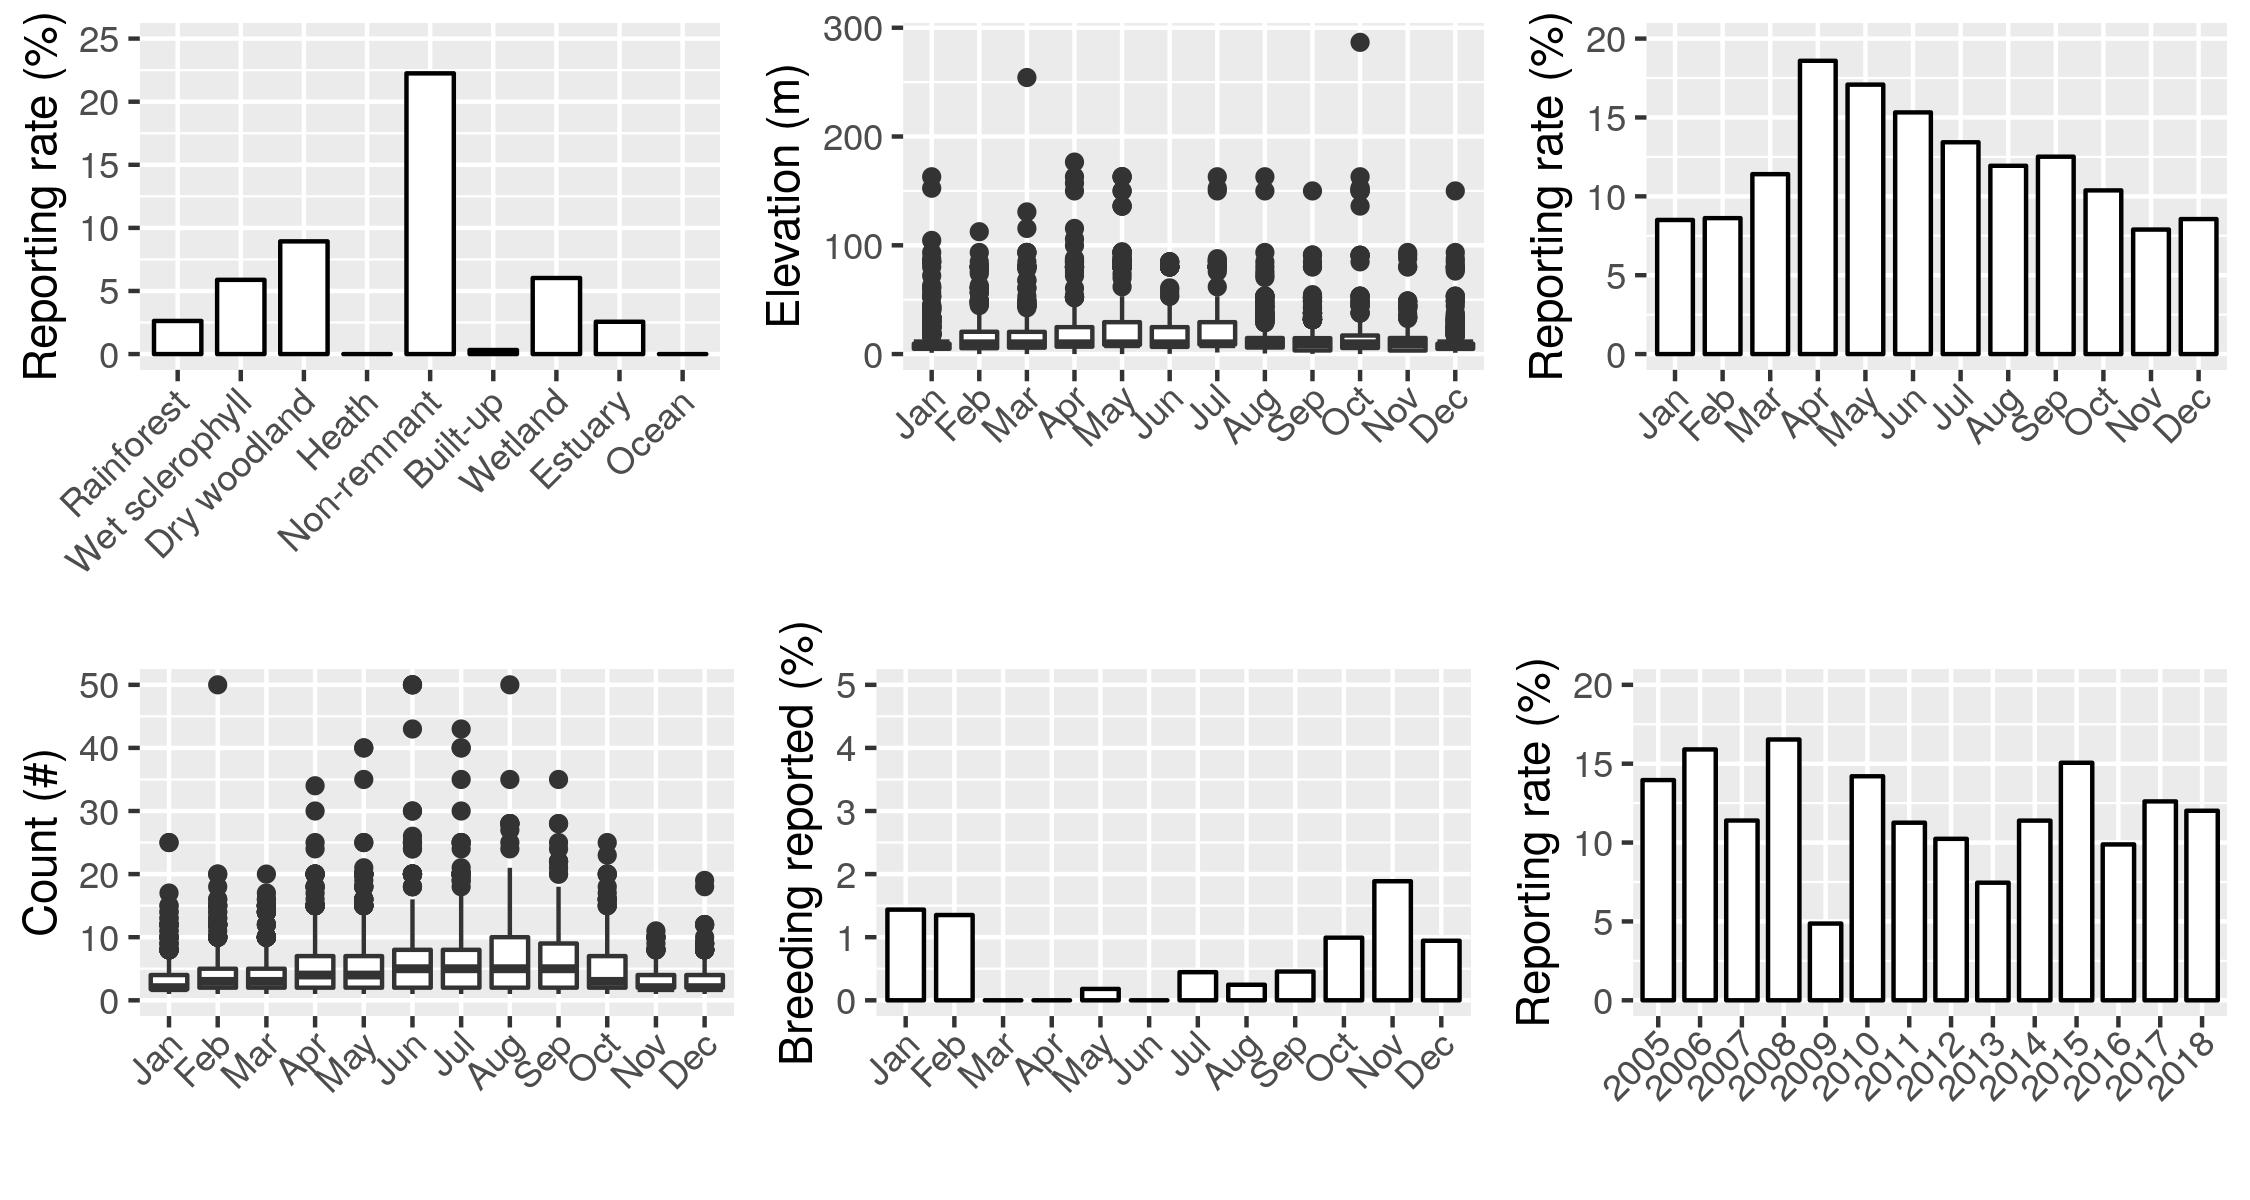 Reporting rate (%)
25
20
15
10
5
0
Rainforest
Wet sclerophyll
Dry woodland
Heath
Non-remnant
Built-up
Wetland
Estuary
Ocean
Elevation (m)
300
200
100
0
Jan
Feb
Mar
Apr
May
Jun
Jul
Aug
Sep
Oct
Nov
Dec
Reporting rate (%)
20
15
10
5
0
Jan
Feb
Mar
Apr
May
Jun
Jul
Aug
Sep
Oct
Nov
Dec
Count (#)
50
40
30
20
10
0
Jan
Feb
Mar
Apr
May
Jun
Jul
Aug
Sep
Oct
Nov
Dec
Breeding reported (%)
5
4
3
2
1
0
Jan
Feb
Mar
Apr
May
Jun
Jul
Aug
Sep
Oct
Nov
Dec
Reporting rate (%)
20
15
10
5
0
2005
2006
2007
2008
2009
2010
2011
2012
2013
2014
2015
2016
2017
2018